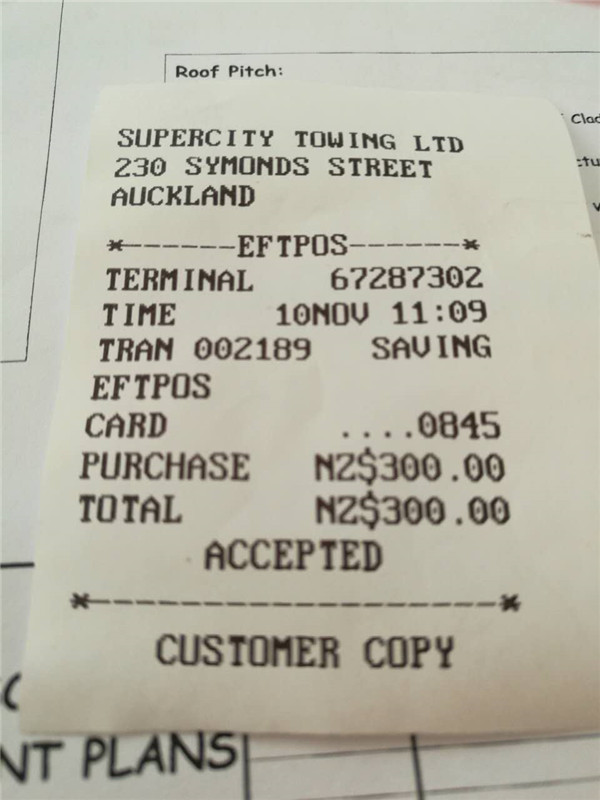 Roof Pitch:
Clad
SUPERCITY TOWING LTD
230 SYMONDS STREET
AUCKLAND
*------EFTPOS------*
TERMINAL 67287302
TIME 10NOV 11:09
TRAN 002189 SAVING
EFTPOS
CARD ....0845
PURCHASE NZ$300.00
TOTAL NZ$300.00
ACCEPTED
*--------------------*
CUSTOMER COPY
NT PLANS